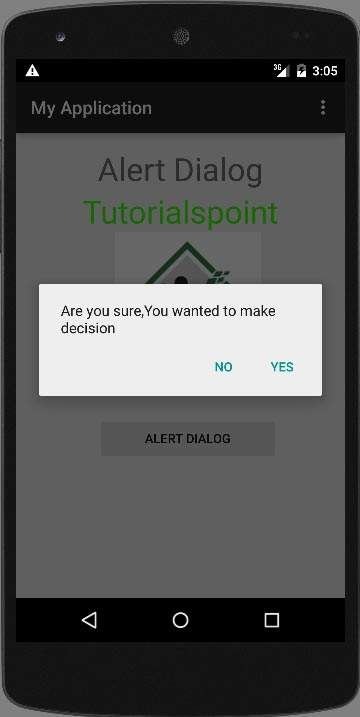 3G 3:05
My Application
Alert Dialog
Tutorialspoint
Are you sure,You wanted to make
decision
NO YES
ALERT DIALOG